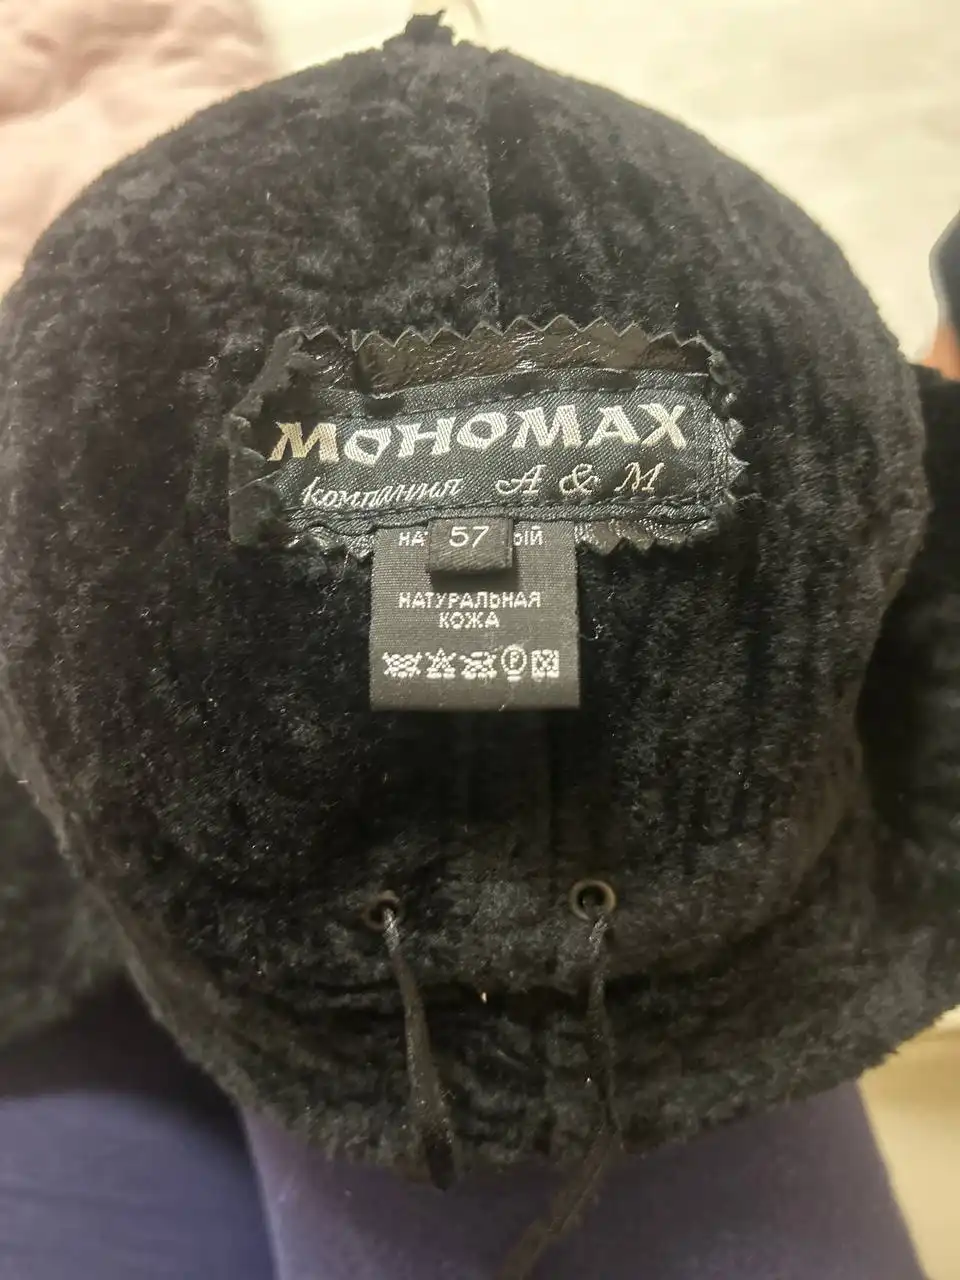 МОНОМАХ
Компания А & М
57
НАТУРАЛЬНАЯ
КОЖА
P